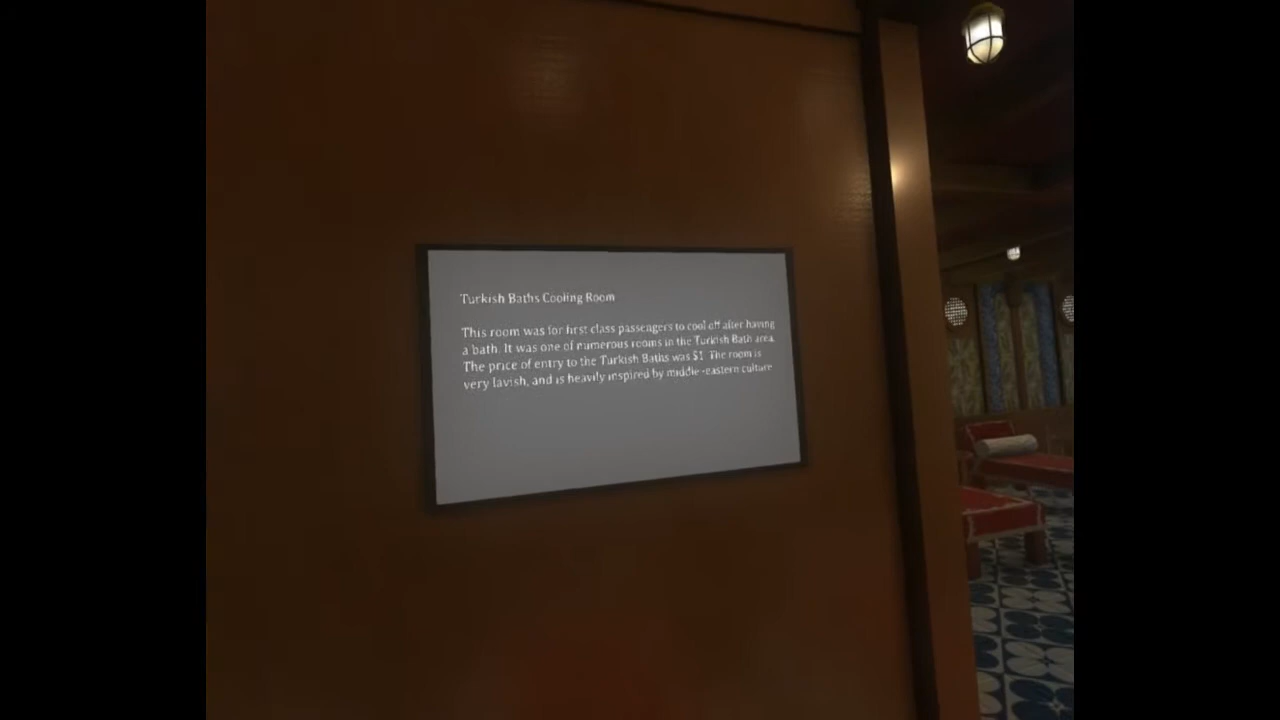 Turkish Baths Cooling Room
This room was for first class passengers to cool off after having
a bath. It was one of numerous rooms in the Turkish Bath area.
The price of entry to the Turkish Baths was $1. The room is
very lavish, and is heavily inspired by middle-eastern culture